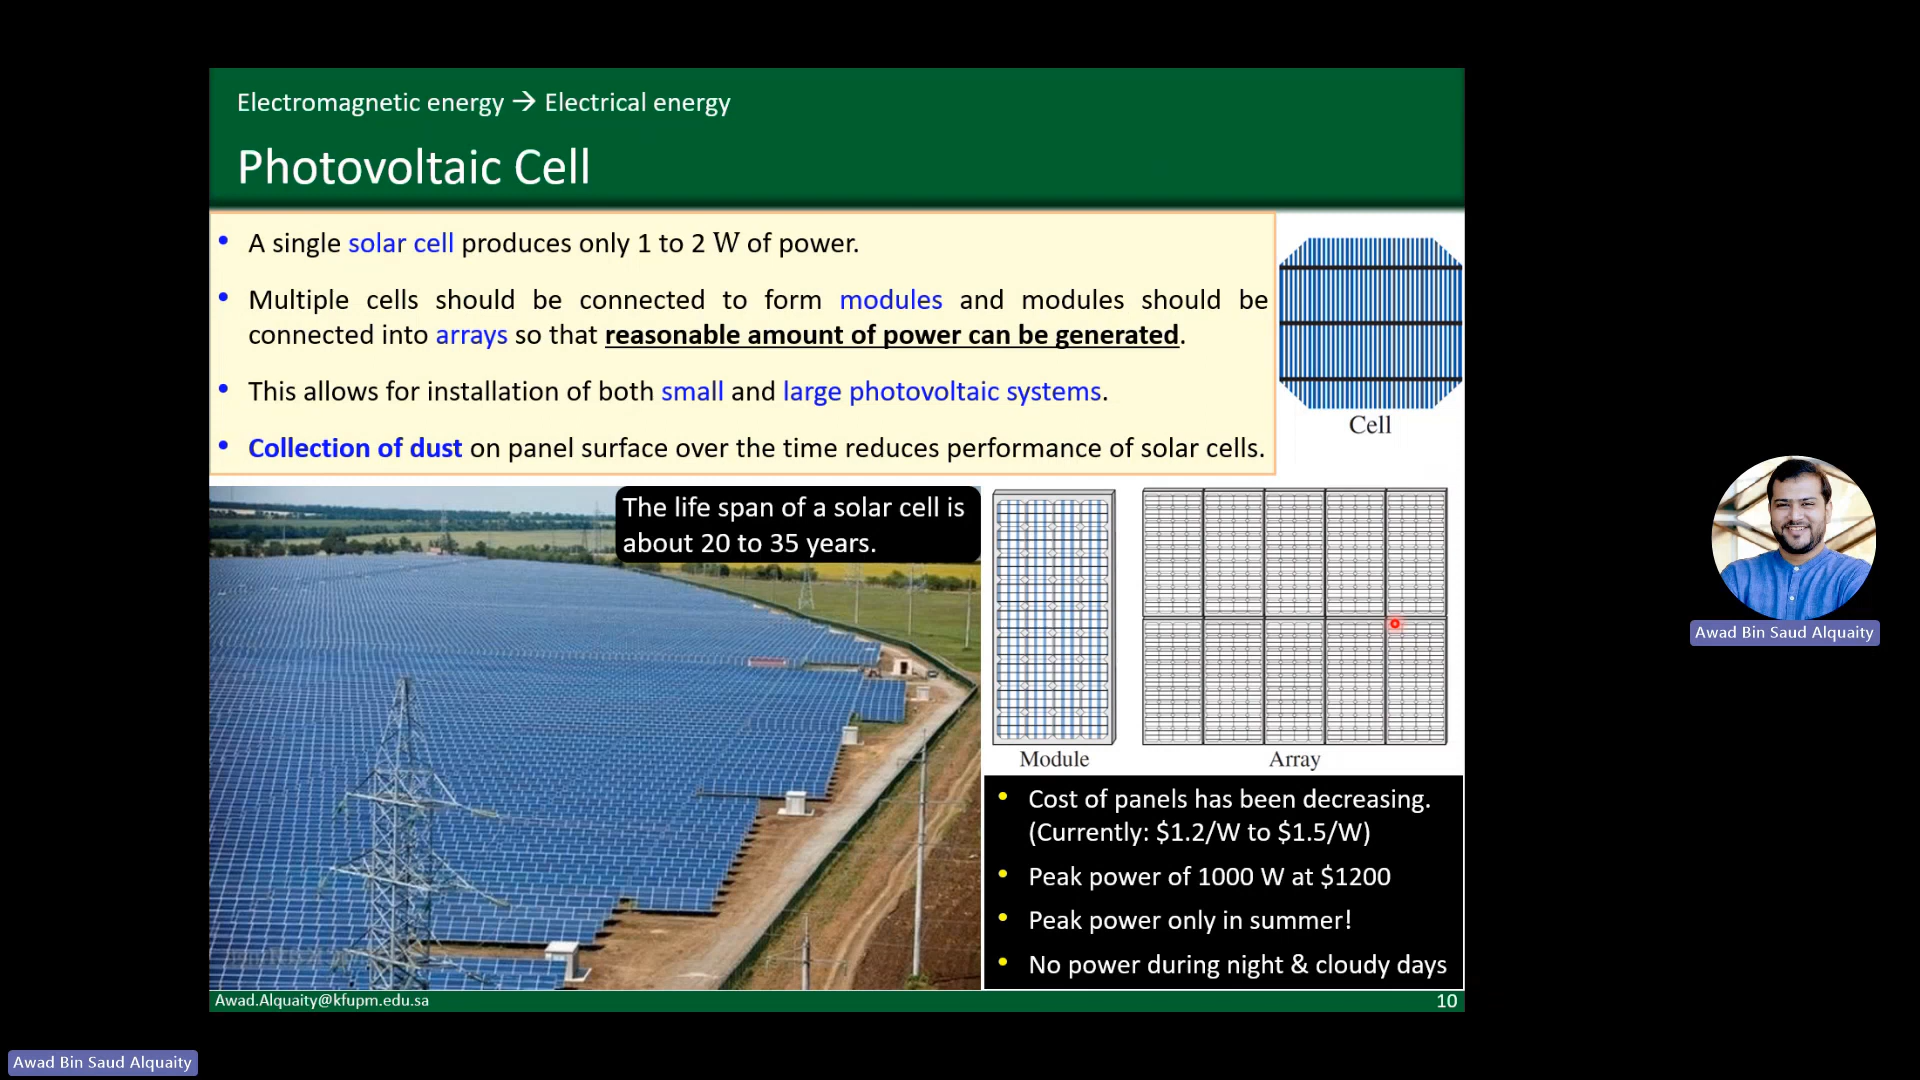 Electromagnetic energy → Electrical energy
Photovoltaic Cell
• A single solar cell produces only 1 to 2 W of power.
• Multiple cells should be connected to form modules and modules should be
connected into arrays so that reasonable amount of power can be generated.
• This allows for installation of both small and large photovoltaic systems.
• Collection of dust on panel surface over the time reduces performance of solar cells.
Cell
The life span of a solar cell is
about 20 to 35 years.
Module
Array
• Cost of panels has been decreasing.
(Currently: $1.2/W to $1.5/W)
• Peak power of 1000 W at $1200
• Peak power only in summer!
• No power during night & cloudy days
Awad.Alquaity@kfupm.edu.sa
10
Awad Bin Saud Alquaity
Awad Bin Saud Alquaity